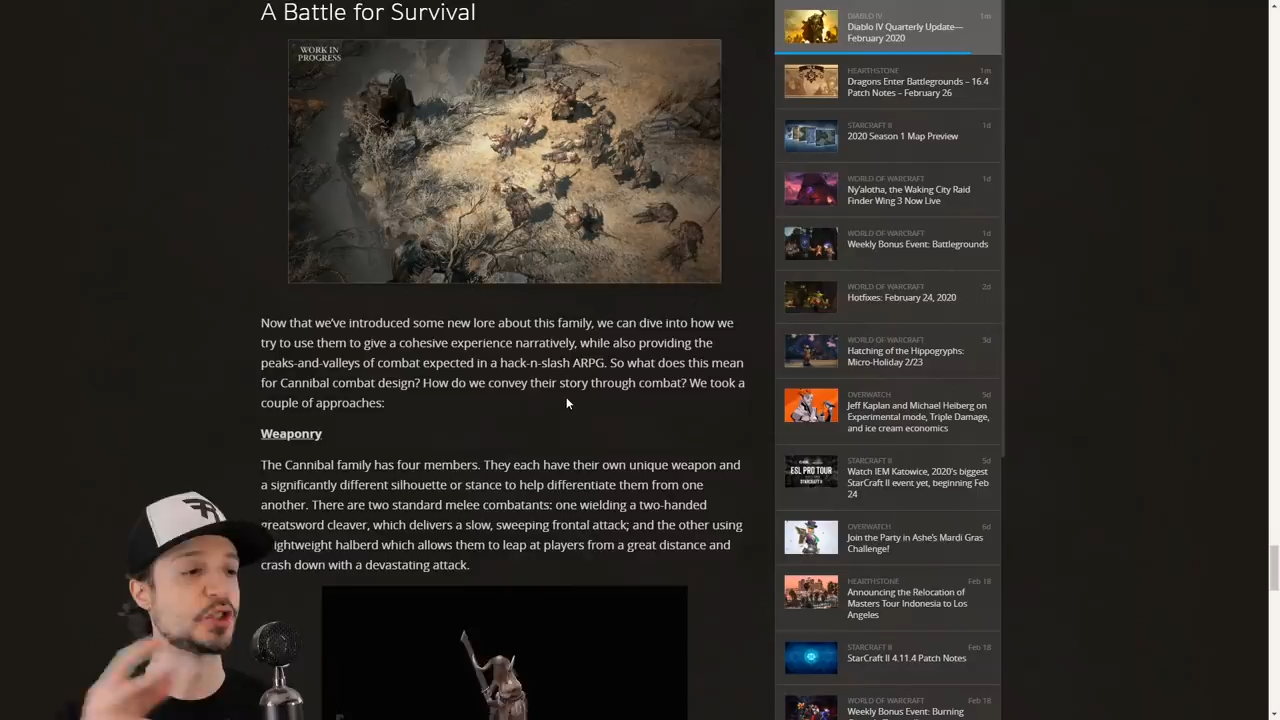 A Battle for Survival
WORK IN
PROGRESS
Now that we've introduced some new lore about this family, we can dive into how we
try to use them to give a cohesive experience narratively, while also providing the
peaks-and-valleys of combat expected in a hack-n-slash ARPG. So what does this mean
for Cannibal combat design? How do we convey their story through combat? We took a
couple of approaches:
Weaponry
The Cannibal family has four members. They each have their own unique weapon and
a significantly different silhouette or stance to help differentiate them from one
another. There are two standard melee combatants: one wielding a two-handed
greatsword cleaver, which delivers a slow, sweeping frontal attack; and the other using
lightweight halberd which allows them to leap at players from a great distance and
crash down with a devastating attack.
DIABLO IV 1m
Diablo IV Quarterly Update—
February 2020
HEARTHSTONE 1m
Dragons Enter Battlegrounds – 16.4
Patch Notes – February 26
STARCRAFT II 1d
2020 Season 1 Map Preview
WORLD OF WARCRAFT 1d
Ny'alotha, the Waking City Raid
Finder Wing 3 Now Live
WORLD OF WARCRAFT 1d
Weekly Bonus Event: Battlegrounds
WORLD OF WARCRAFT 2d
Hotfixes: February 24, 2020
WORLD OF WARCRAFT 3d
Hatching of the Hippogryphs:
Micro-Holiday 2/23
OVERWATCH 5d
Jeff Kaplan and Michael Heiberg on
Experimental mode, Triple Damage,
and ice cream economics
ESL PRO TOUR
STARCRAFT II 5d
Watch IEM Katowice, 2020's biggest
StarCraft II event yet, beginning Feb
24
OVERWATCH 6d
Join the Party in Ashe's Mardi Gras
Challenge!
HEARTHSTONE Feb 18
Announcing the Relocation of
Masters Tour Indonesia to Los
Angeles
STARCRAFT II Feb 18
StarCraft II 4.11.4 Patch Notes
WORLD OF WARCRAFT Feb 18
Weekly Bonus Event: Burning